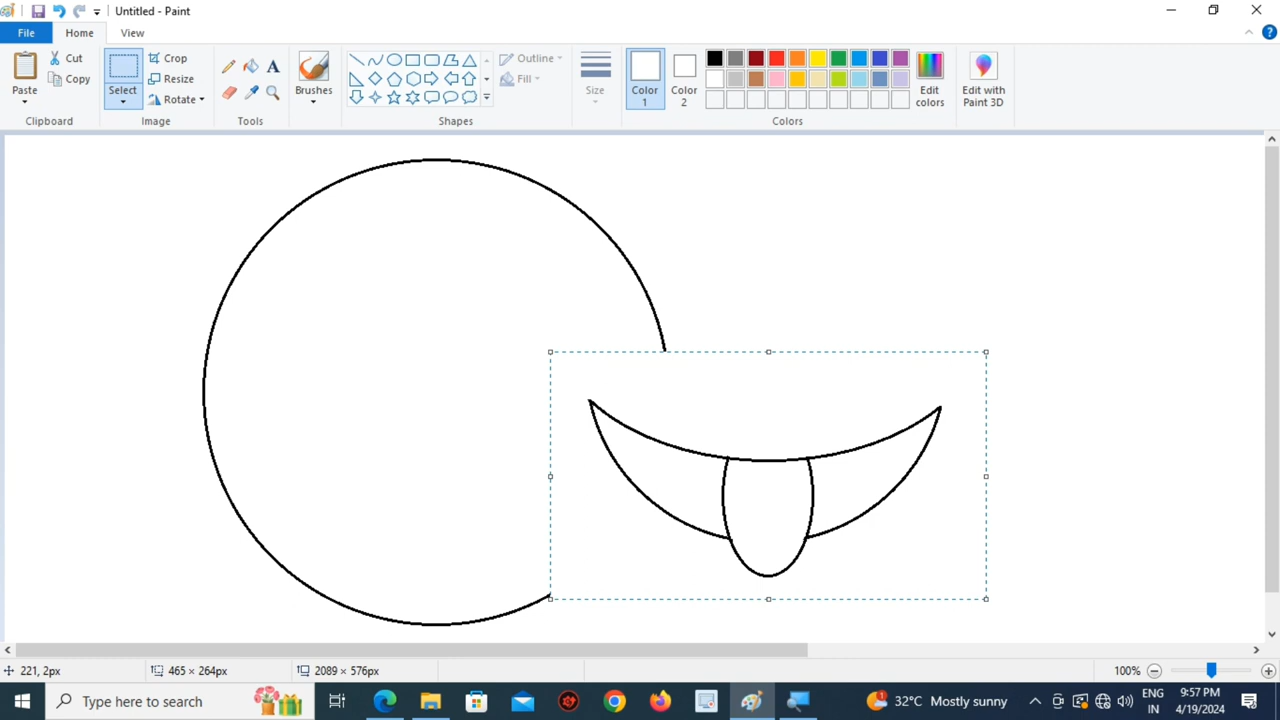 Untitled - Paint
File
Home
View
Paste
Cut
Copy
Clipboard
Select
Crop
Resize
Rotate
Image
A
Tools
Brushes
Outline
Fill
Shapes
Size
Color
1
Color
2
Edit
colors
Colors
Edit with
Paint 3D
?
221, 2px
465 × 264px
2089 × 576px
100%
Type here to search
1
32°C Mostly sunny
ENG
IN
9:57 PM
4/19/2024